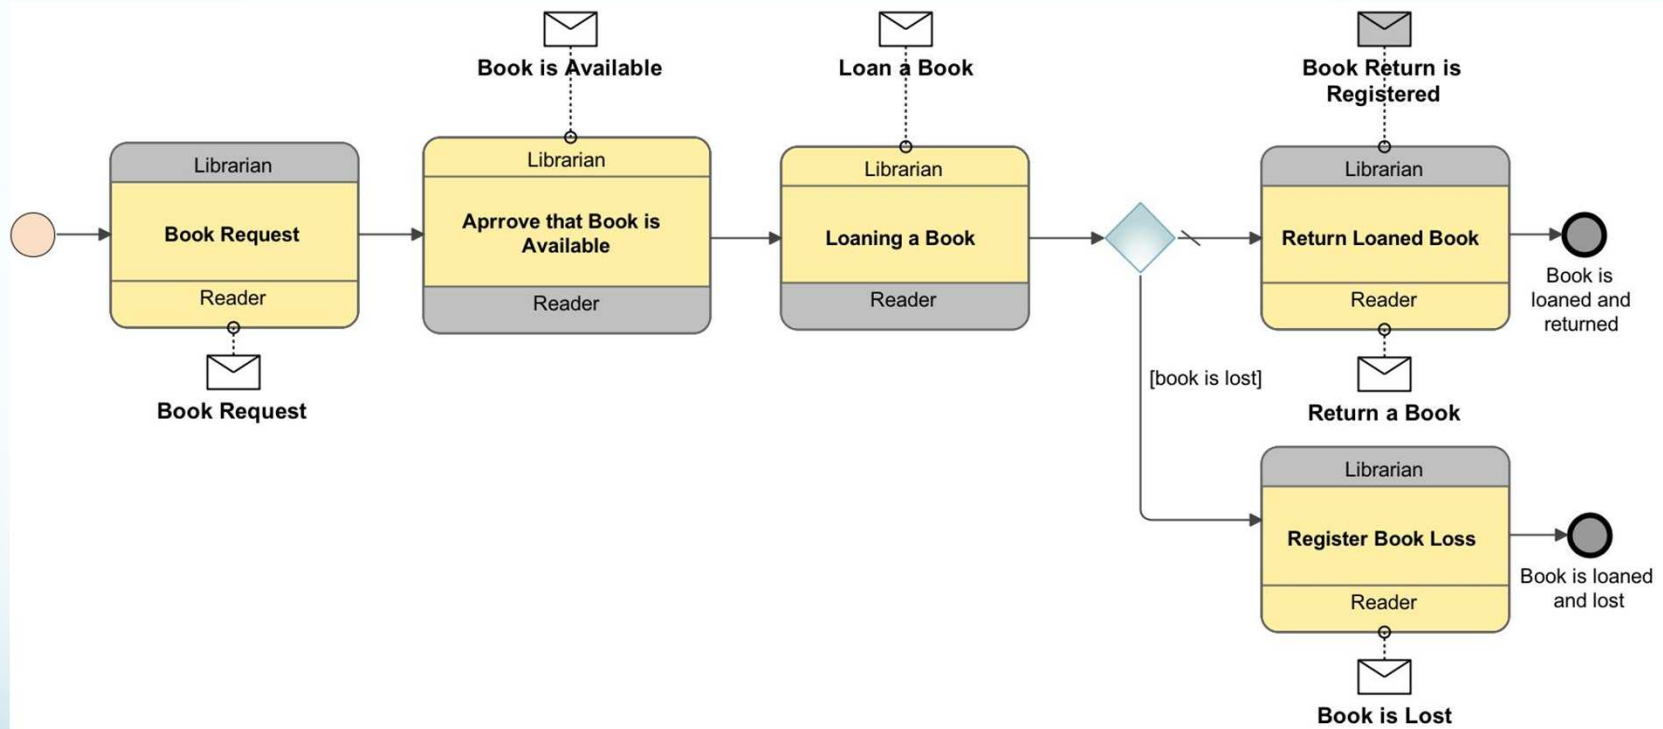 Book is Available
Loan a Book
Book Return is
Registered
Librarian
Book Request
Reader
Book Request
Librarian
Aprrove that Book is
Available
Reader
Librarian
Loaning a Book
Reader
Librarian
Return Loaned Book
Reader
Return a Book
Book is
loaned and
returned
[book is lost]
Librarian
Register Book Loss
Reader
Book is Lost
Book is loaned
and lost